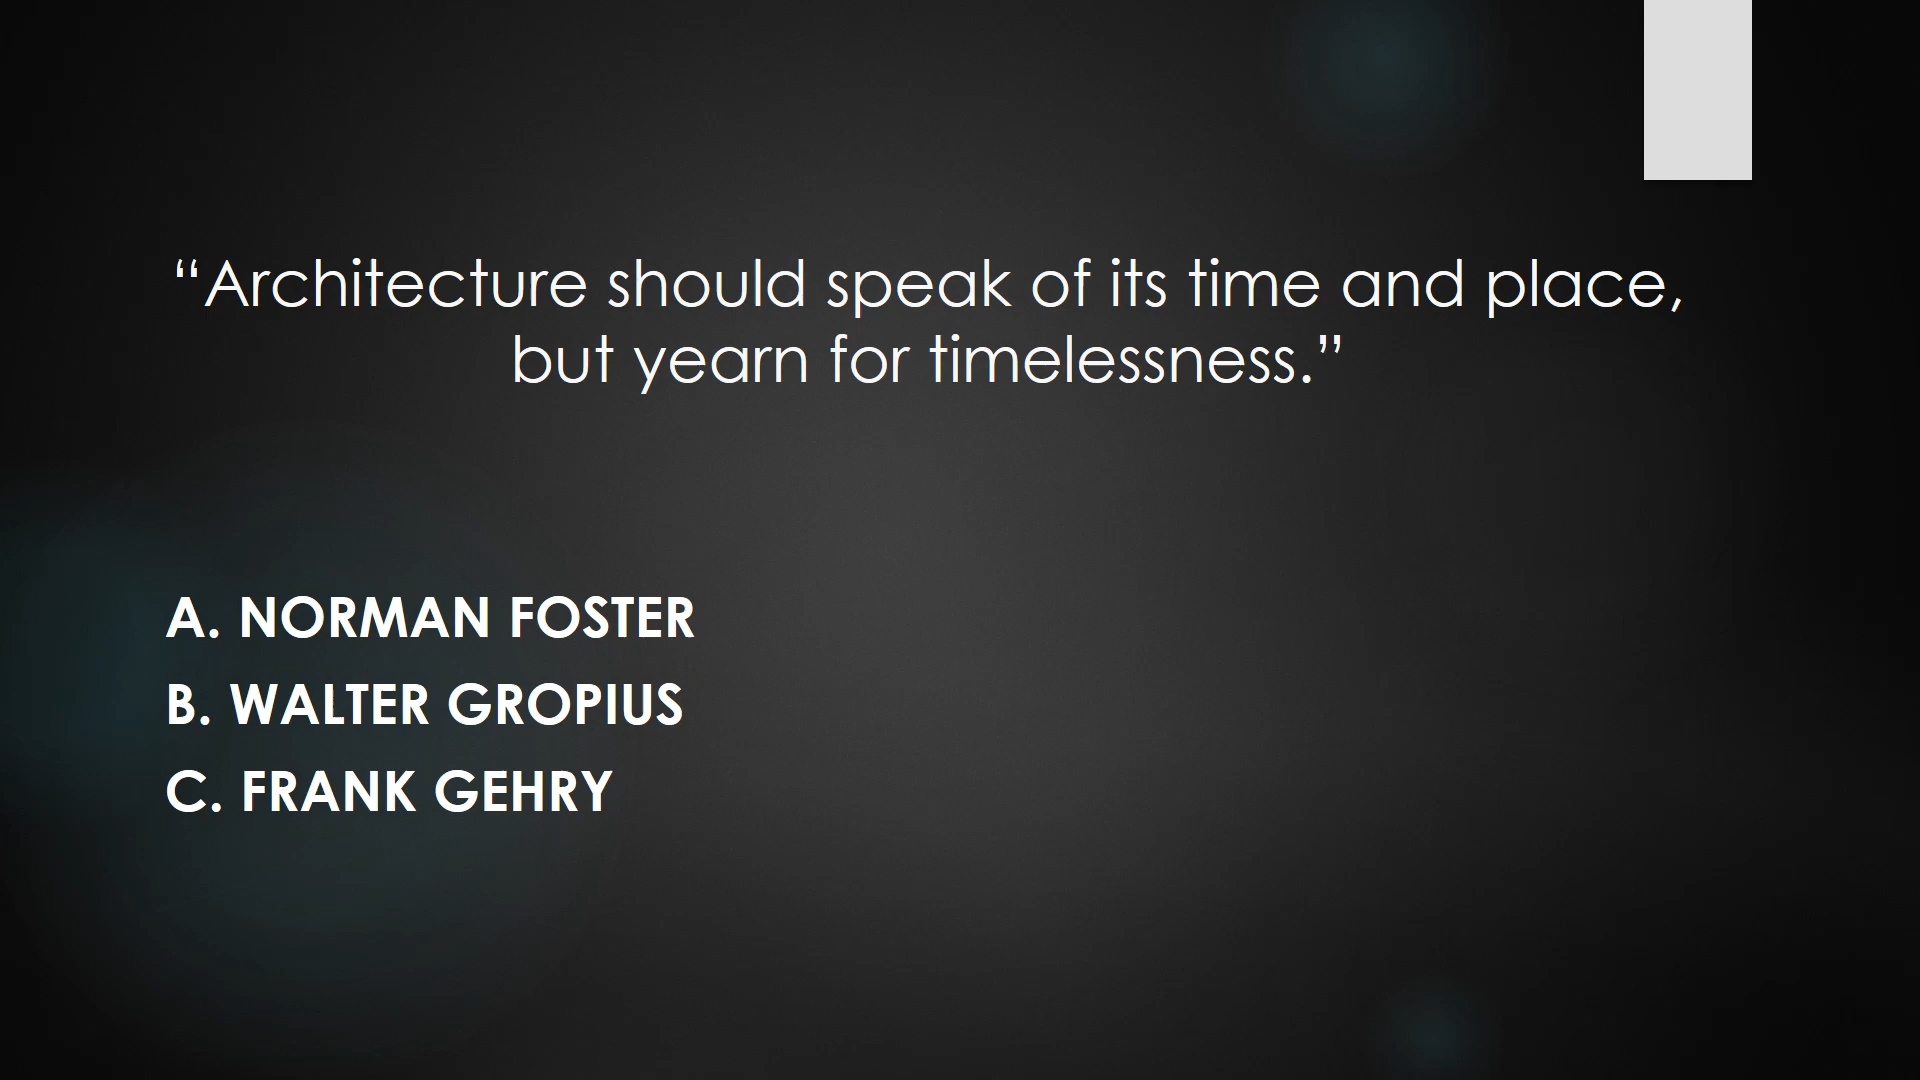 “Architecture should speak of its time and place,
but yearn for timelessness.”
A. NORMAN FOSTER
B. WALTER GROPIUS
C. FRANK GEHRY